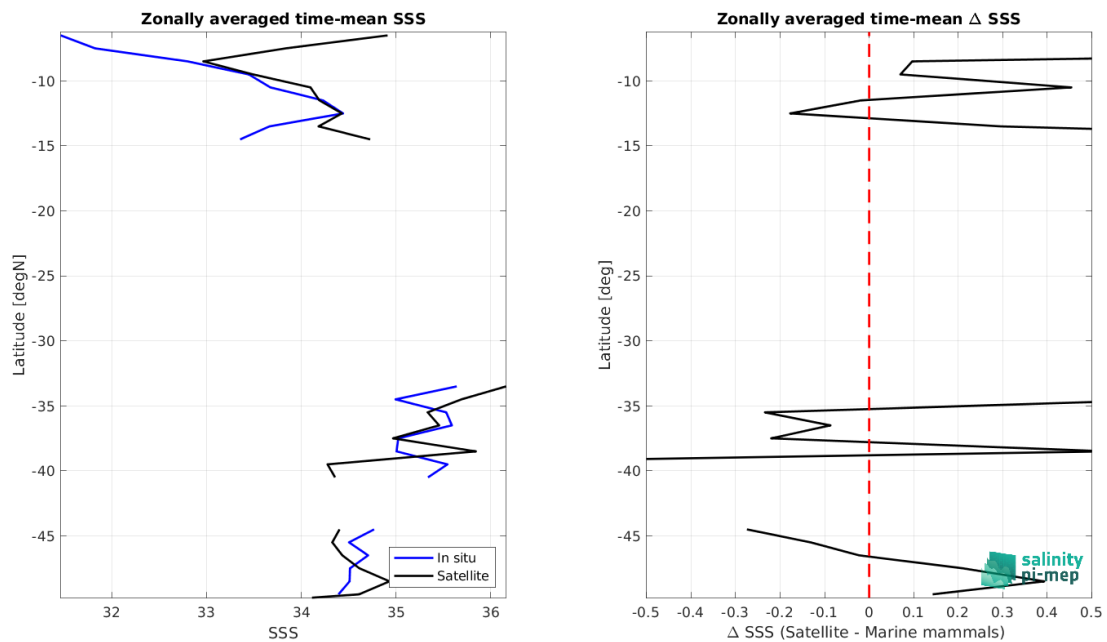 Zonally averaged time-mean SSS
-10
-15
-20
-25
-30
-35
-40
-45
Latitude [degN]
32
33
34
35
36
SSS
In situ
Satellite
Zonally averaged time-mean Δ SSS
-10
-15
-20
-25
-30
-35
-40
-45
Latitude [deg]
-0.5 -0.4 -0.3 -0.2 -0.1 0 0.1 0.2 0.3 0.4 0.5
Δ SSS (Satellite - Marine mammals)
salinity
pi-mep